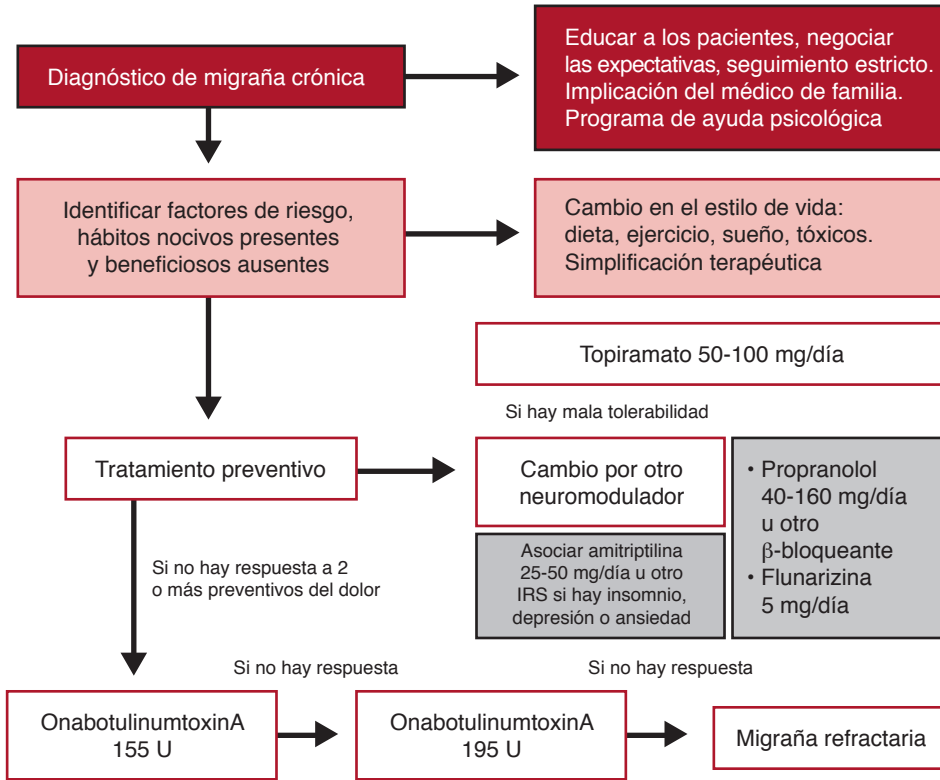 Diagnóstico de migraña crónica
Educar a los pacientes, negociar
las expectativas, seguimiento estricto.
Implicación del médico de familia.
Programa de ayuda psicológica
Identificar factores de riesgo,
hábitos nocivos presentes
y beneficiosos ausentes
Cambio en el estilo de vida:
dieta, ejercicio, sueño, tóxicos.
Simplificación terapéutica
Topiramato 50-100 mg/día
Si hay mala tolerabilidad
Tratamiento preventivo
Cambio por otro
neuromodulador
• Propranolol
40-160 mg/día
u otro
β-bloqueante
• Flunarizina
5 mg/día
Asociar amitriptilina
25-50 mg/día u otro
IRS si hay insomnio,
depresión o ansiedad
Si no hay respuesta a 2
o más preventivos del dolor
Si no hay respuesta
Si no hay respuesta
OnabotulinumtoxinA
155 U
OnabotulinumtoxinA
195 U
Migraña refractaria